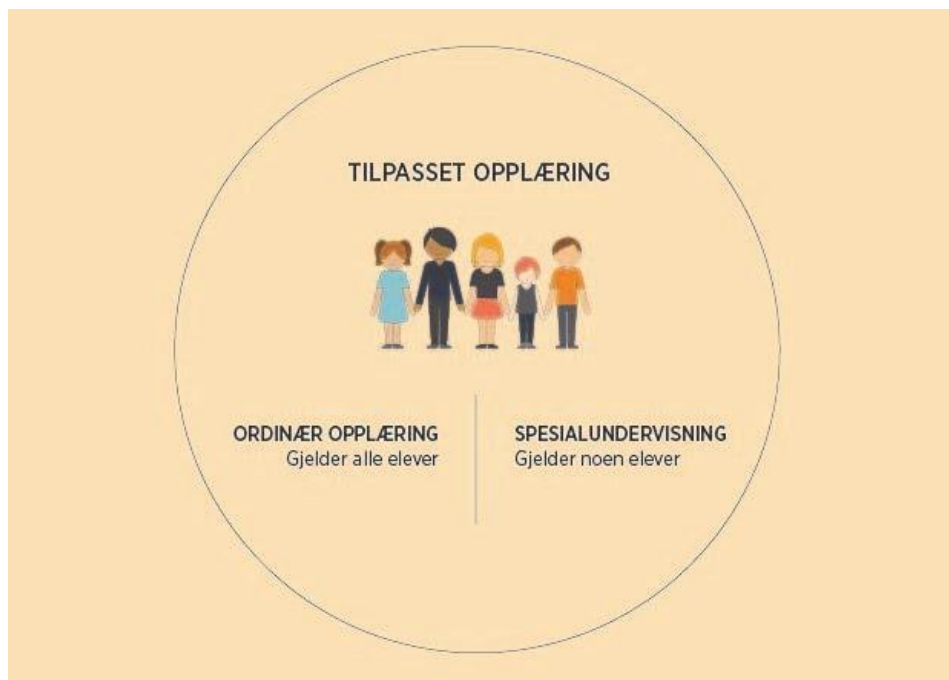 TILPASSET OPPLÆRING
ORDINÆR OPPLÆRING
Gjelder alle elever
SPESIALUNDERVISNING
Gjelder noen elever